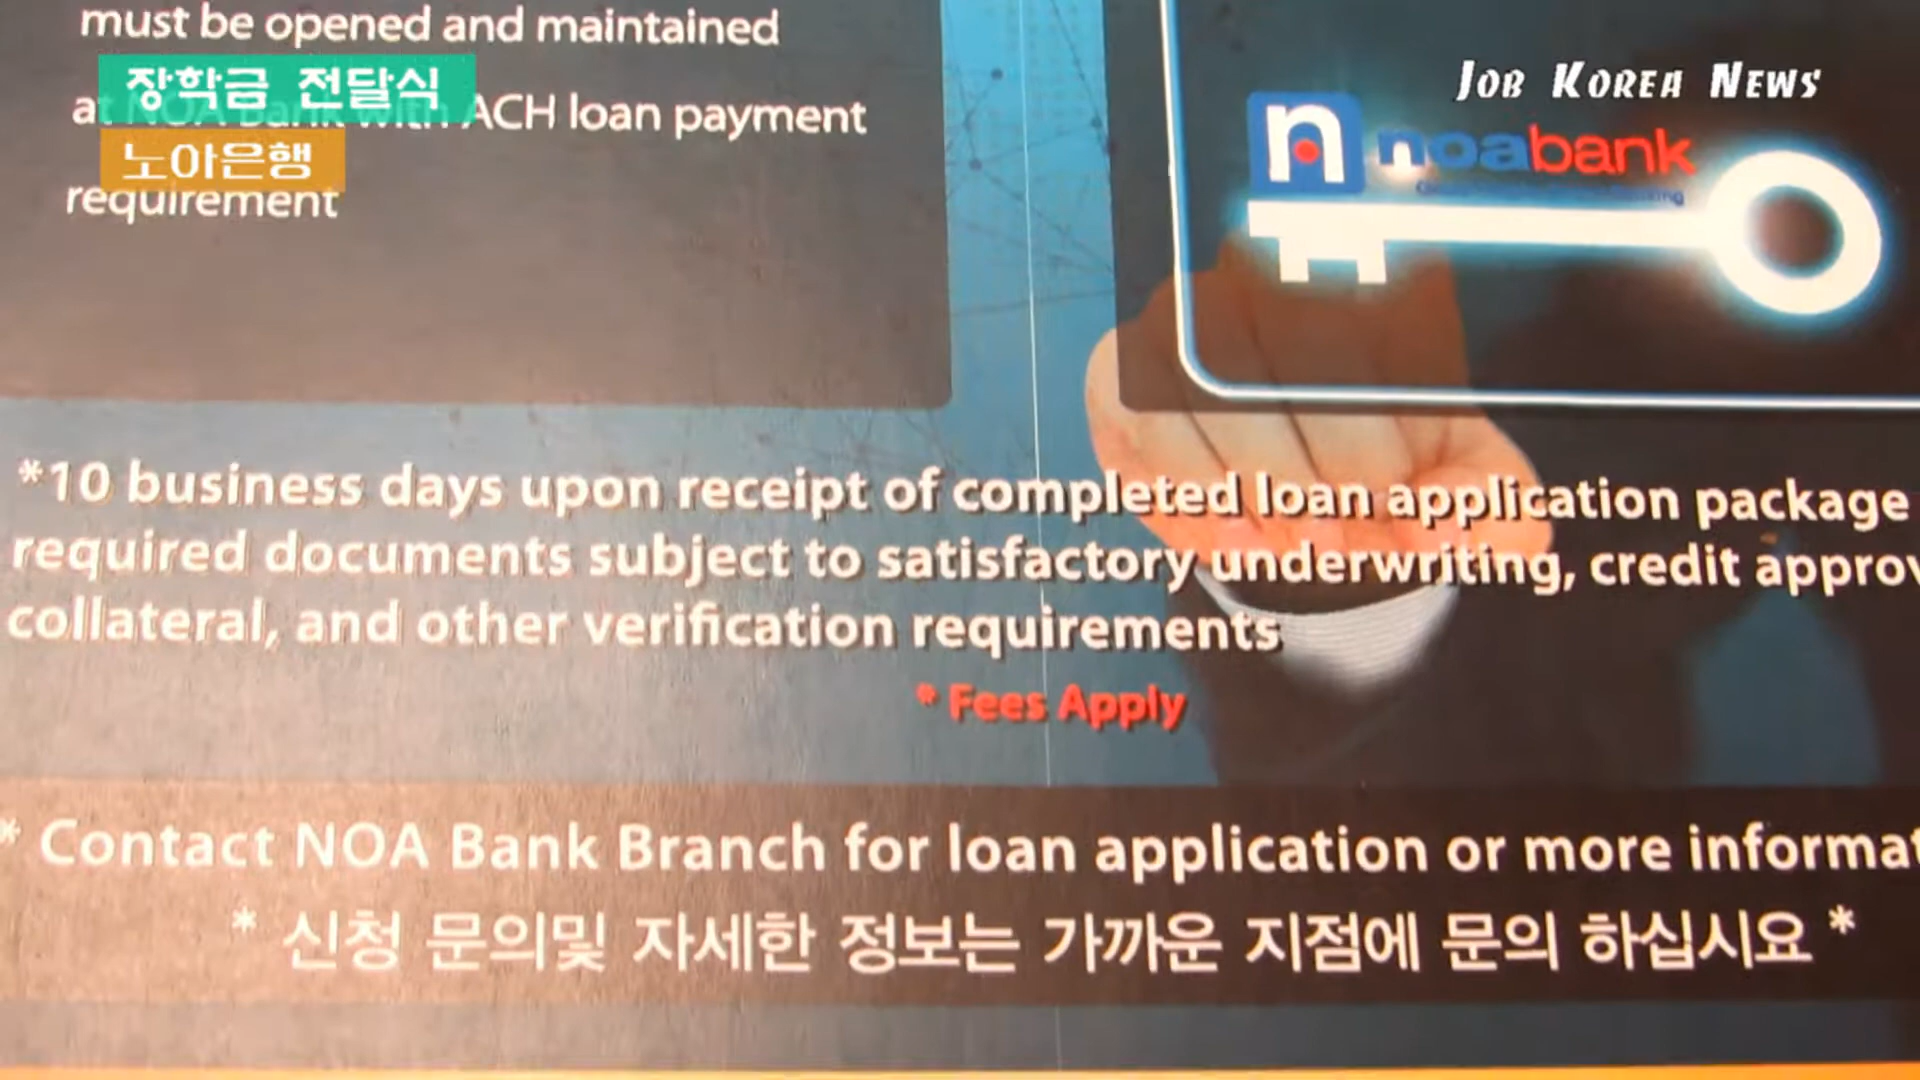 must be opened and maintained
장학금 전달식
at NOA Bank with ACH loan payment
노아은행
requirement
JOB KOREA NEWS
n noabank
*10 business days upon receipt of completed loan application package
required documents subject to satisfactory underwriting, credit approv
collateral, and other verification requirements
* Fees Apply
* Contact NOA Bank Branch for loan application or more informat
* 신청 문의및 자세한 정보는 가까운 지점에 문의 하십시요 *